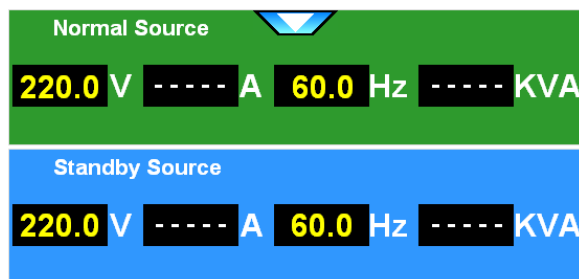 Normal Source
220.0 V ----- A 60.0 Hz ----- KVA
Standby Source
220.0 V ----- A 60.0 Hz ----- KVA